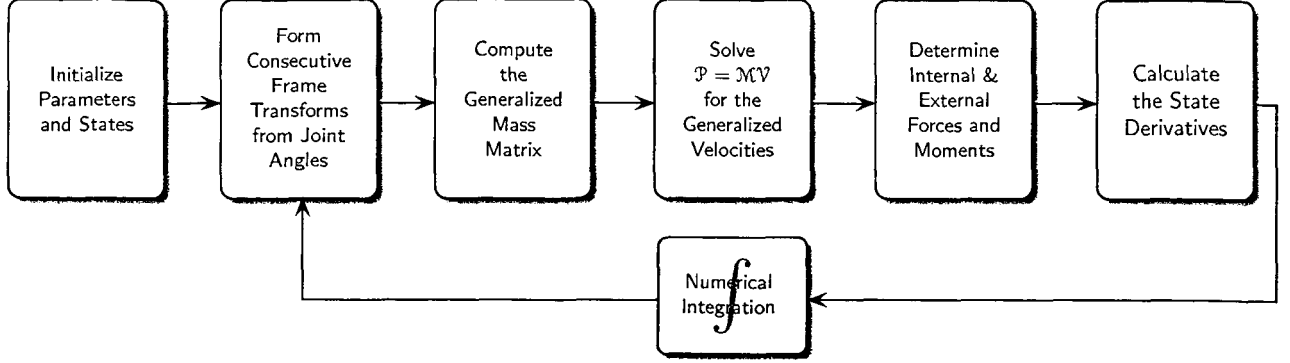 Initialize
Parameters
and States
Form
Consecutive
Frame
Transforms
from Joint
Angles
Compute
the
Generalized
Mass
Matrix
Solve
𝒫 = ℳ𝒱
for the
Generalized
Velocities
Determine
Internal &
External
Forces and
Moments
Calculate
the State
Derivatives
Numerical
Integration
∫